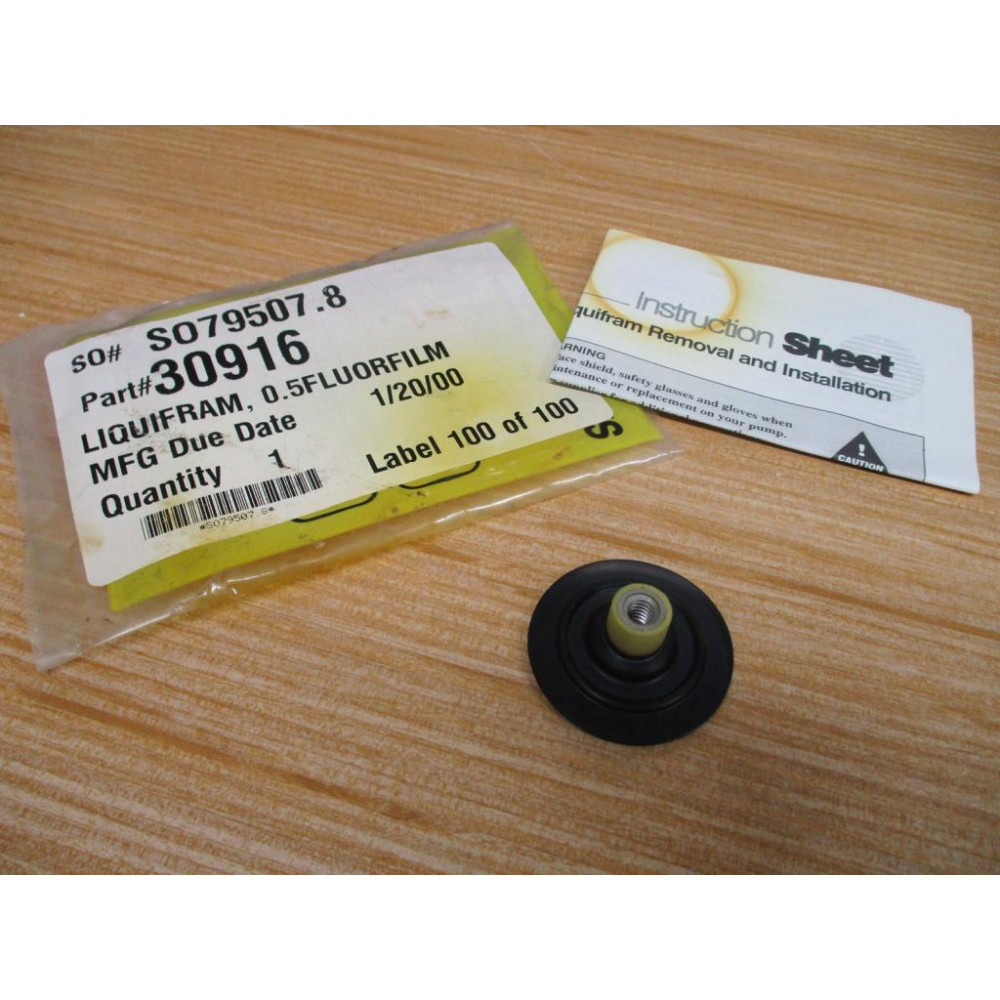 SO# SO79507.8
Part#30916
LIQUIFRAM, 0.5FLUORFILM
MFG Due Date 1/20/00
Quantity 1 Label 100 of 100
*SO79507.8*
S
Instruction Sheet
quifram Removal and Installation
ARNING
ace shield, safety glasses and gloves when
intenance or replacement on your pump.
CAUTION